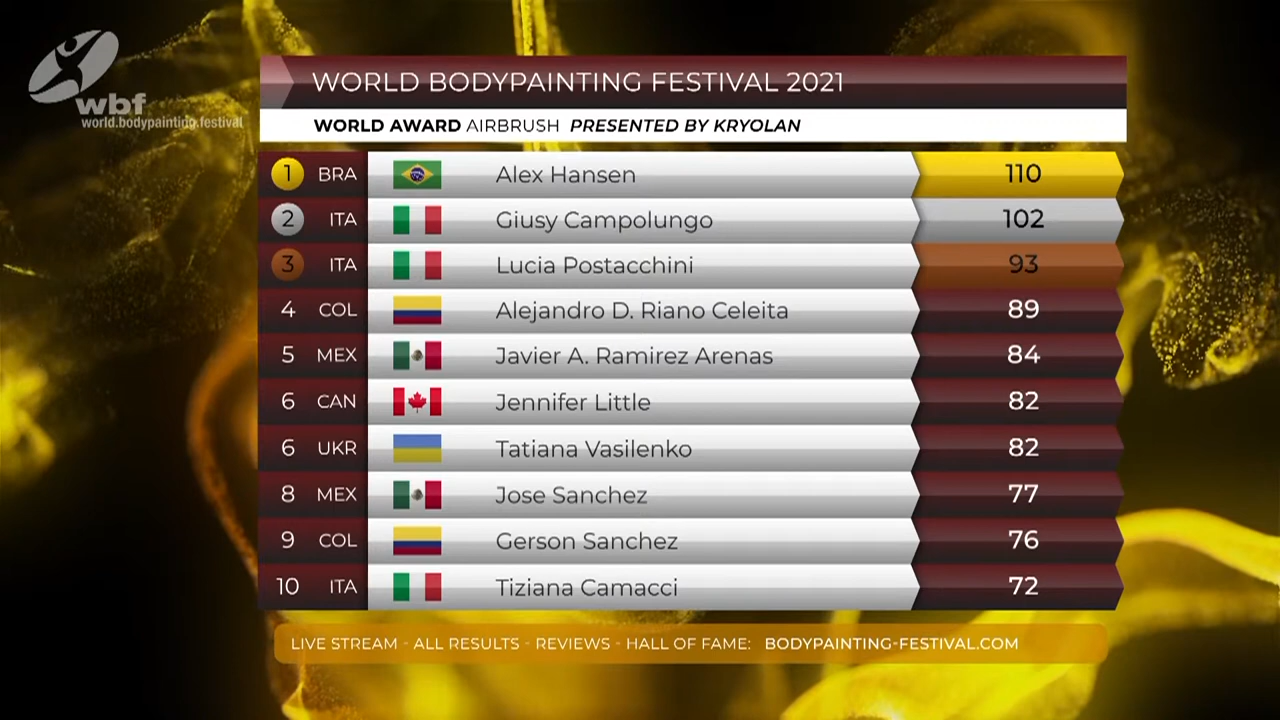 wbf
world.bodypainting.festival
WORLD BODYPAINTING FESTIVAL 2021
WORLD AWARD AIRBRUSH PRESENTED BY KRYOLAN
1 BRA Alex Hansen 110
2 ITA Giusy Campolungo 102
3 ITA Lucia Postacchini 93
4 COL Alejandro D. Riano Celeita 89
5 MEX Javier A. Ramirez Arenas 84
6 CAN Jennifer Little 82
6 UKR Tatiana Vasilenko 82
8 MEX Jose Sanchez 77
9 COL Gerson Sanchez 76
10 ITA Tiziana Camacci 72
LIVE STREAM - ALL RESULTS - REVIEWS - HALL OF FAME: BODYPAINTING-FESTIVAL.COM